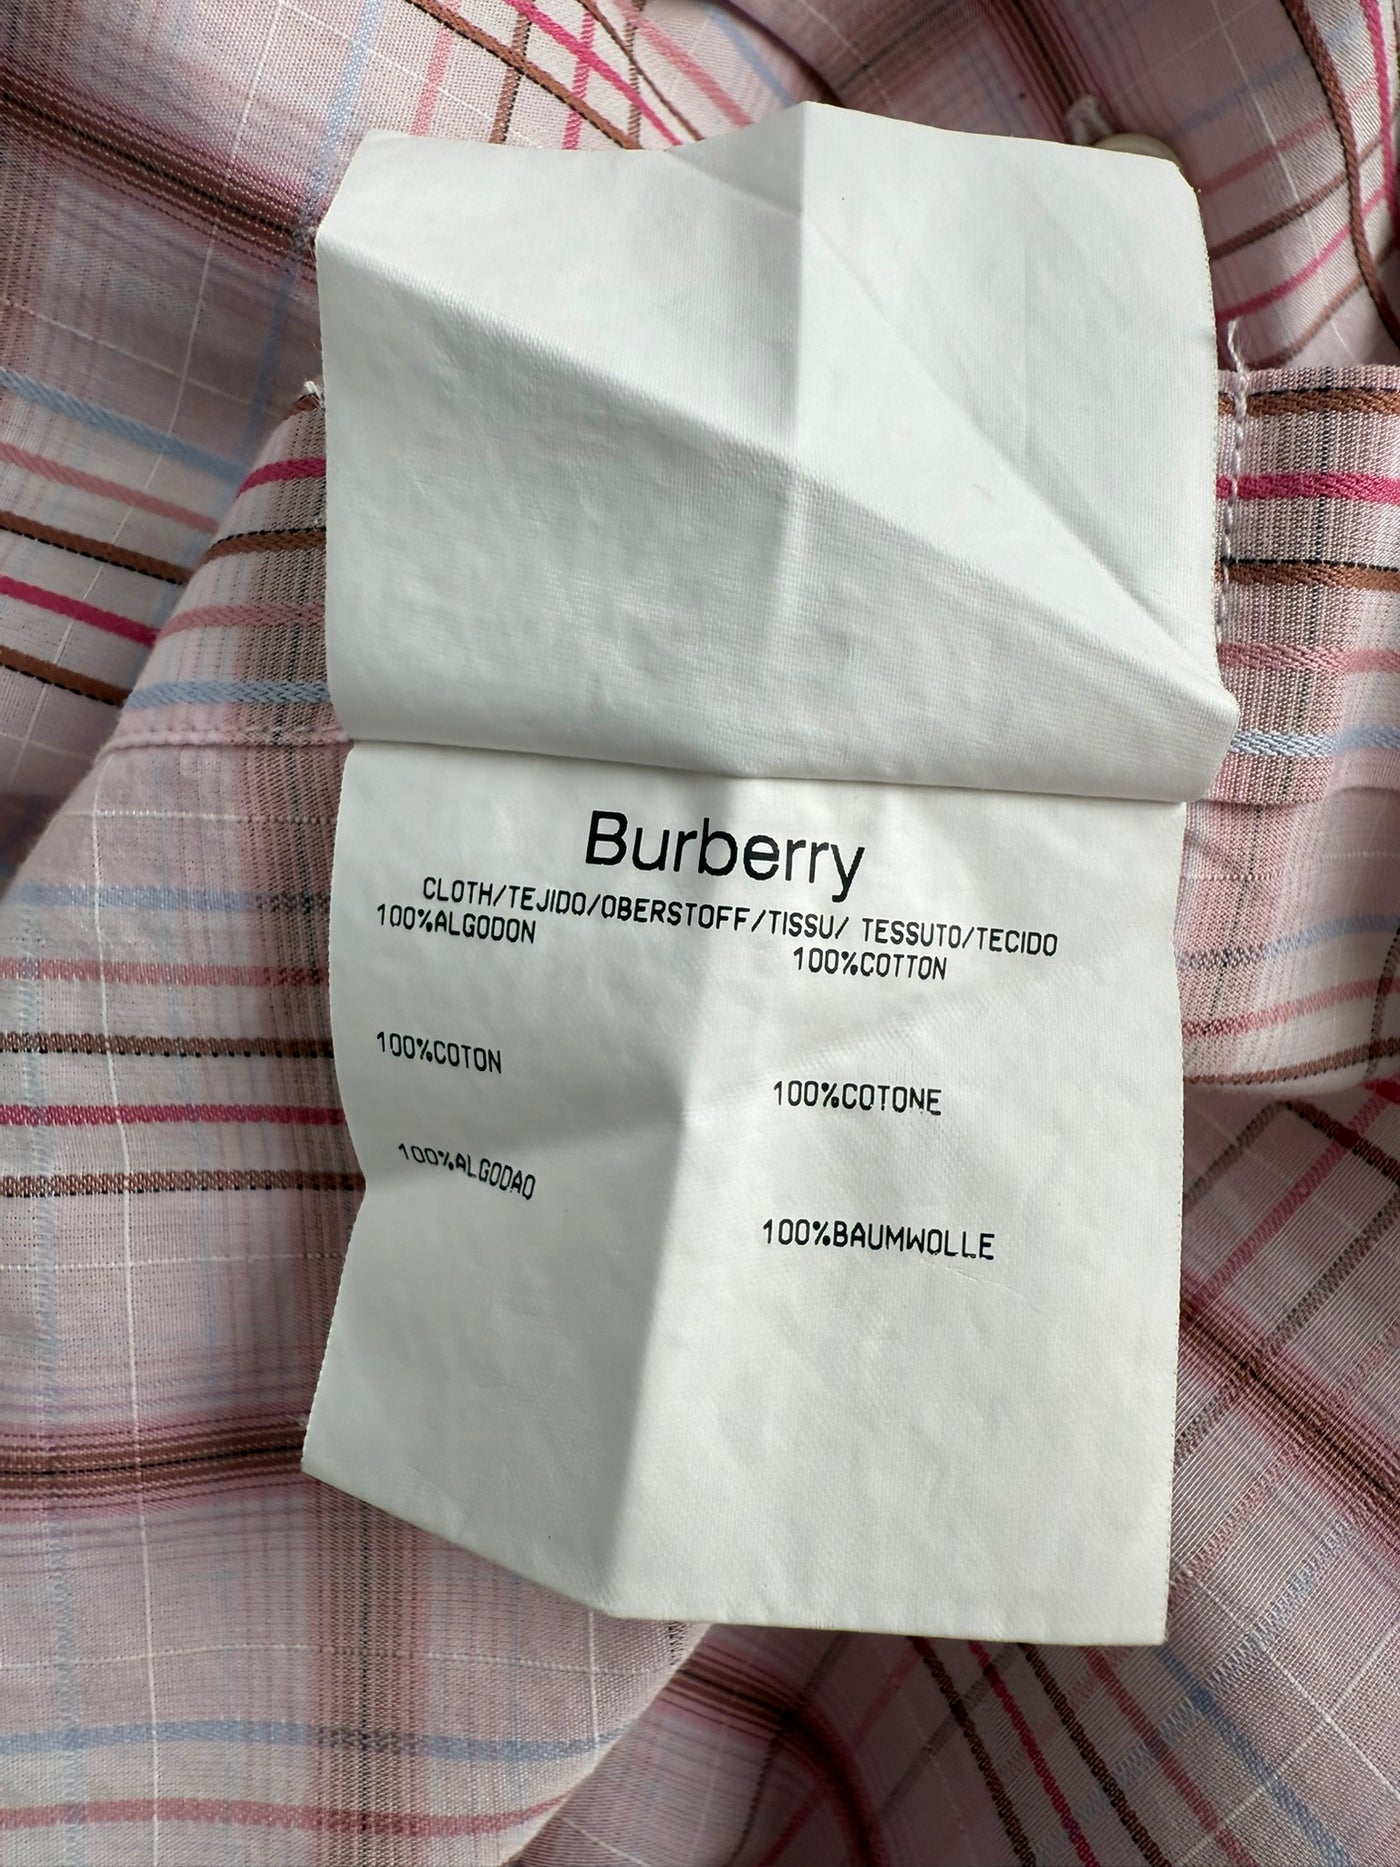 Burberry
CLOTH/TEJIDO/OBERSTOFF/TISSU/ TESSUTO/TECIDO
100%ALGODON
100%COTTON
100%COTON
100%COTONE
100%ALGODAO
100%BAUMWOLLE